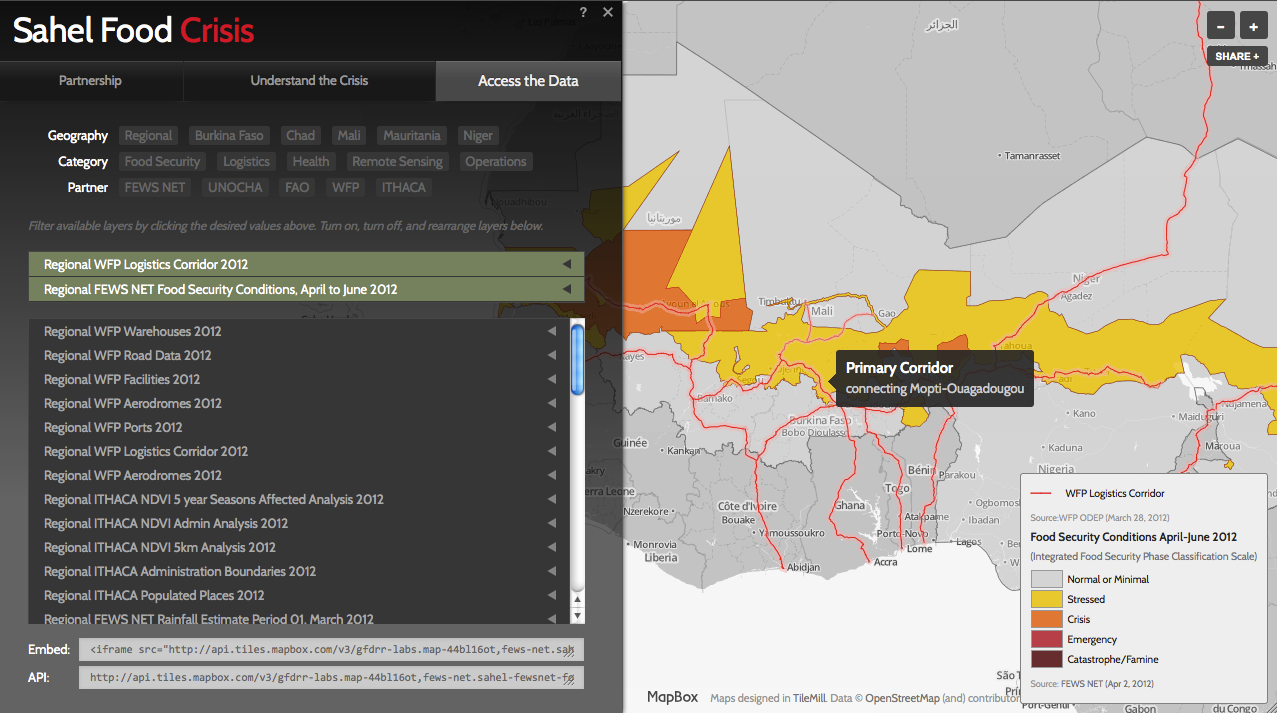 Sahel Food Crisis
? ×
Partnership
Understand the Crisis
Access the Data
Geography Regional Burkina Faso Chad Mali Mauritania Niger
Category Food Security Logistics Health Remote Sensing Operations
Partner FEWS NET UNOCHA FAO WFP ITHACA
Filter available layers by clicking the desired values above. Turn on, turn off, and rearrange layers below.
Regional WFP Logistics Corridor 2012
Regional FEWS NET Food Security Conditions, April to June 2012
Regional WFP Warehouses 2012
Regional WFP Road Data 2012
Regional WFP Facilities 2012
Regional WFP Aerodromes 2012
Regional WFP Ports 2012
Regional WFP Logistics Corridor 2012
Regional WFP Aerodromes 2012
Regional ITHACA NDVI 5 year Seasons Affected Analysis 2012
Regional ITHACA NDVI Admin Analysis 2012
Regional ITHACA NDVI 5km Analysis 2012
Regional ITHACA Administration Boundaries 2012
Regional ITHACA Populated Places 2012
Regional FEWS NET Rainfall Estimate Period 01, March 2012
Embed: <iframe src="http://api.tiles.mapbox.com/v3/gfdrr-labs.map-44bl16ot,fews-net.sah
API: http://api.tiles.mapbox.com/v3/gfdrr-labs.map-44bl16ot,fews-net.sahel-fewsnet-fo
الجزائر
- +
SHARE +
Tamanrasset
موريتانيا
Niger
Agadez
Timbuktu
Mali
Gao
Primary Corridor
connecting Mopti-Ouagadougou
Bamako
Kano
Maiduguri
N'djamena
Burkina Faso
Bobo Dioulasso
Guinée
Kankan
Kaduna
Maroua
Nigeria
Bénin
Parakou
Togo
Ogbomosho
Côte d'Ivoire
Bouake
Ghana
Nzerekore
Yamoussoukro
Atakpame
Ibadan
Porto-Novo
Lome
Lagos
Monrovia
Liberia
Abidjan
Accra
WFP Logistics Corridor
Source:WFP ODEP (March 28, 2012)
Food Security Conditions April-June 2012
(Integrated Food Security Phase Classification Scale)
Normal or Minimal
Stressed
Crisis
Emergency
Catastrophe/Famine
Source: FEWS NET (Apr 2, 2012)
MapBox Maps designed in TileMill. Data © OpenStreetMap (and) contributor
Port-Gentil
Gabon
du Congo